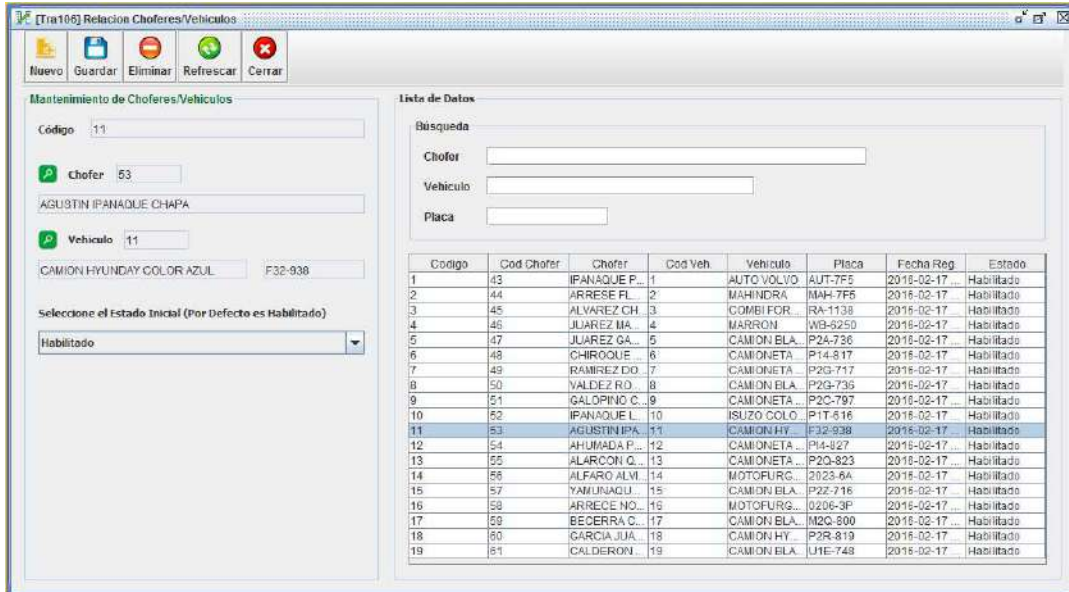 [Tra106] Relacion Choferes/Vehiculos
Nuevo Guardar Eliminar Refrescar Cerrar
Mantenimiento de Choferes/Vehiculos
Código 11
Chofer 53
AGUSTIN IPANAQUE CHAPA
Vehiculo 11
CAMION HYUNDAY COLOR AZUL F32-938
Seleccione el Estado Inicial (Por Defecto es Habilitado)
Habilitado
Lista de Datos
Búsqueda
Chofer
Vehiculo
Placa
Codigo Cod Chofer Chofer Cod Veh. Vehiculo Placa Fecha Reg. Estado
1 43 IPANAQUE P... 1 AUTO VOLVO AUT-7F5 2016-02-17 ... Habilitado
2 44 ARRESE FL... 2 MAHINDRA MAH-7F5 2016-02-17 ... Habilitado
3 45 ALVAREZ CH... 3 COMBI FOR... RA-1138 2016-02-17 ... Habilitado
4 46 JUAREZ MA... 4 MARRON WB-6250 2016-02-17 ... Habilitado
5 47 JUAREZ GA... 5 CAMION BLA... P2A-736 2016-02-17 ... Habilitado
6 48 CHIROQUE ... 6 CAMIONETA ... P14-817 2016-02-17 ... Habilitado
7 49 RAMIREZ DO... 7 CAMIONETA ... P2G-717 2016-02-17 ... Habilitado
8 50 VALDEZ RO... 8 CAMION BLA... P2G-736 2016-02-17 ... Habilitado
9 51 GALOPINO C... 9 CAMIONETA ... P2C-797 2016-02-17 ... Habilitado
10 52 IPANAQUE L... 10 ISUZO COLO... P1T-616 2016-02-17 ... Habilitado
11 53 AGUSTIN IPA... 11 CAMION HY... F32-938 2016-02-17 ... Habilitado
12 54 AHUMADA P... 12 CAMIONETA ... PI4-827 2016-02-17 ... Habilitado
13 55 ALARCON Q... 13 CAMIONETA ... P2Q-823 2016-02-17 ... Habilitado
14 56 ALFARO ALVI... 14 MOTOFURG... 2023-6A 2016-02-17 ... Habilitado
15 57 YAMUNAQU... 15 CAMION BLA... P2Z-716 2016-02-17 ... Habilitado
16 58 ARRECE NO... 16 MOTOFURG... 0206-3P 2016-02-17 ... Habilitado
17 59 BECERRA C... 17 CAMION BLA... M2Q-800 2016-02-17 ... Habilitado
18 60 GARCIA JUA... 18 CAMION HY... P2R-819 2016-02-17 ... Habilitado
19 61 CALDERON ... 19 CAMION BLA... U1E-748 2016-02-17 ... Habilitado